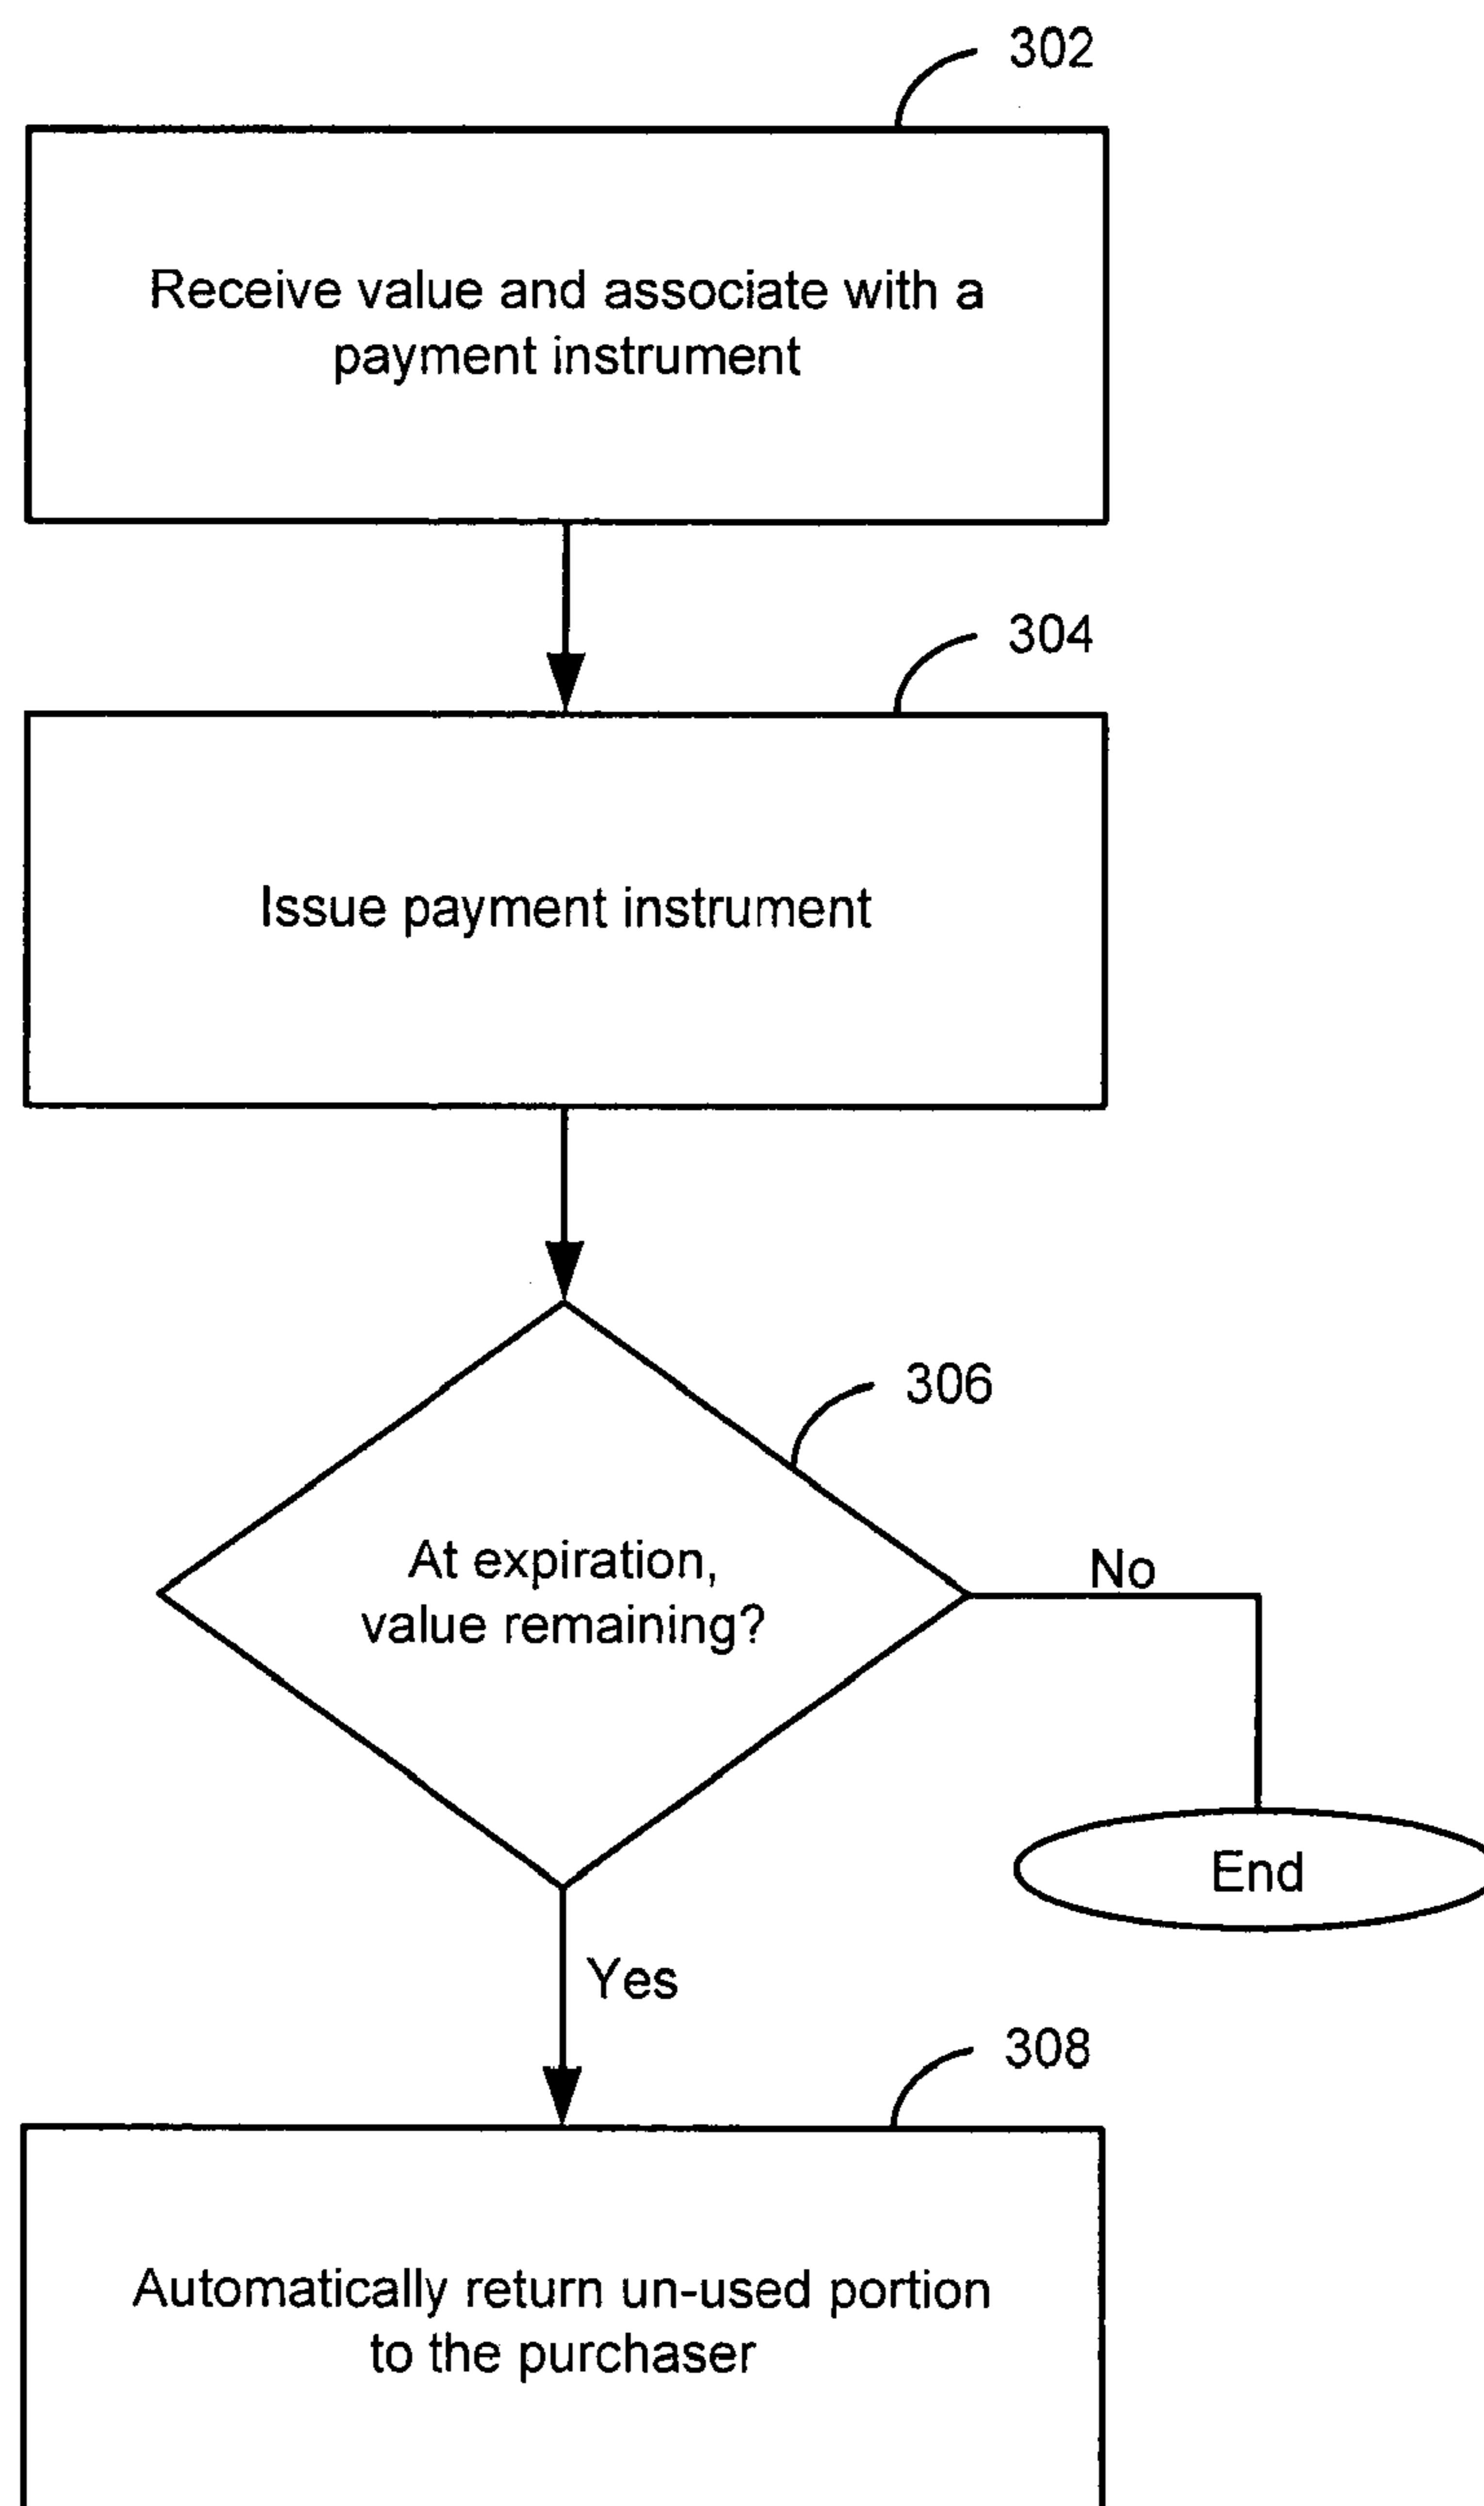 302
Receive value and associate with a
payment instrument
304
Issue payment instrument
306
At expiration,
value remaining?
No
End
Yes
308
Automatically return un-used portion
to the purchaser